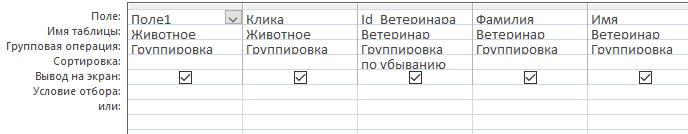 Поле: Поле1 Клика Id_Ветеринара Фамилия Имя
Имя таблицы: Животное Животное Ветеринар Ветеринар Ветеринар
Групповая операция: Группировка Группировка Группировка Группировка Группировка
Сортировка: по убыванию
Вывод на экран:
Условие отбора:
или: